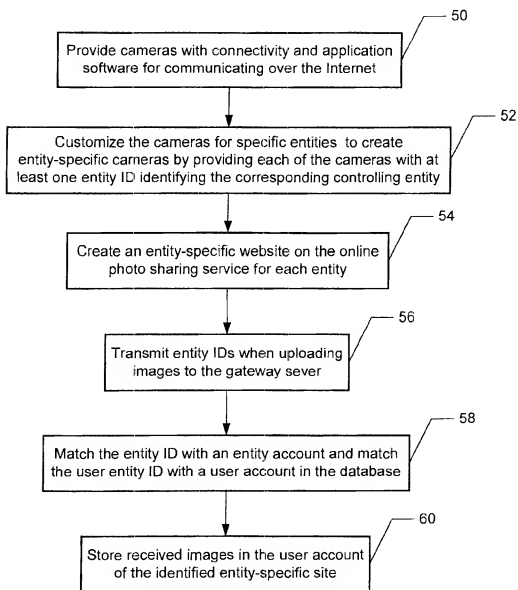 50
Provide cameras with connectivity and application
software for communicating over the Internet
52
Customize the cameras for specific entities to create
entity-specific cameras by providing each of the cameras with at
least one entity ID identifying the corresponding controlling entity
54
Create an entity-specific website on the online
photo sharing service for each entity
56
Transmit entity IDs when uploading
images to the gateway sever
58
Match the entity ID with an entity account and match
the user entity ID with a user account in the database
60
Store received images in the user account
of the identified entity-specific site